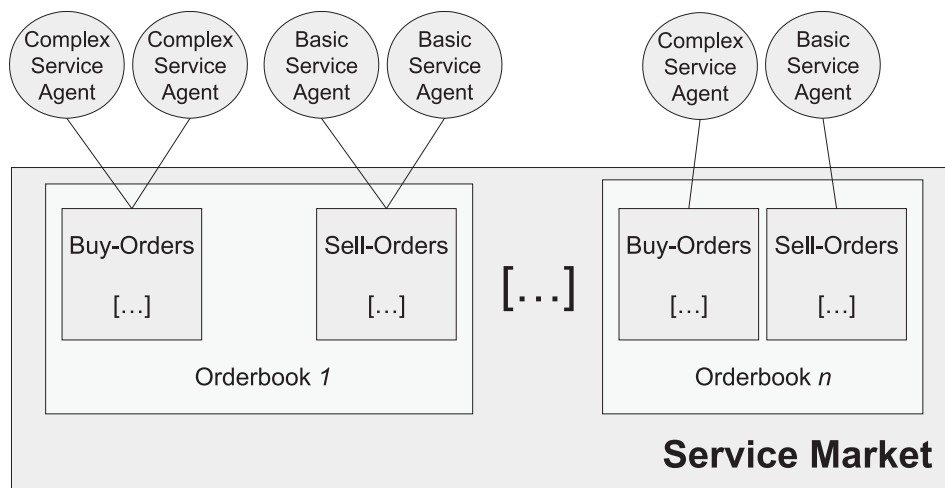 Complex
Service
Agent
Complex
Service
Agent
Basic
Service
Agent
Basic
Service
Agent
Complex
Service
Agent
Basic
Service
Agent
Buy-Orders
[...]
Sell-Orders
[...]
Orderbook 1
[...]
Buy-Orders
[...]
Sell-Orders
[...]
Orderbook n
Service Market